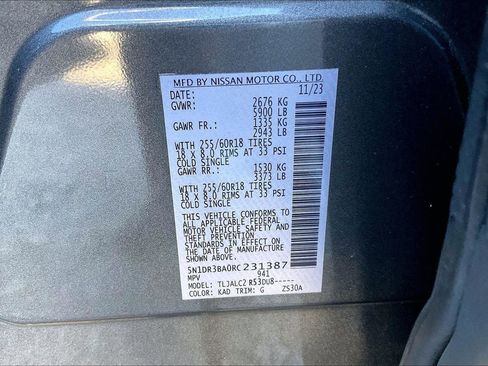 MFD BY NISSAN MOTOR CO., LTD.
DATE: 11/23
GVWR: 2676 KG
5900 LB
GAWR FR.: 1335 KG
2943 LB
WITH 255/60R18 TIRES
18 X 8.0 RIMS AT 33 PSI
COLD SINGLE
GAWR RR.: 1530 KG
3373 LB
WITH 255/60R18 TIRES
18 X 8.0 RIMS AT 33 PSI
COLD SINGLE
THIS VEHICLE CONFORMS TO
ALL APPLICABLE FEDERAL
MOTOR VEHICLE SAFETY
AND THEFT PREVENTION
STANDARDS IN EFFECT ON
THE DATE OF MANUFACTURE
SHOWN ABOVE.
5N1DR3BA0RC231387
MPV 941
MODEL: TLJALC2 R53DU8-----
COLOR: KAD TRIM: G ZS30A